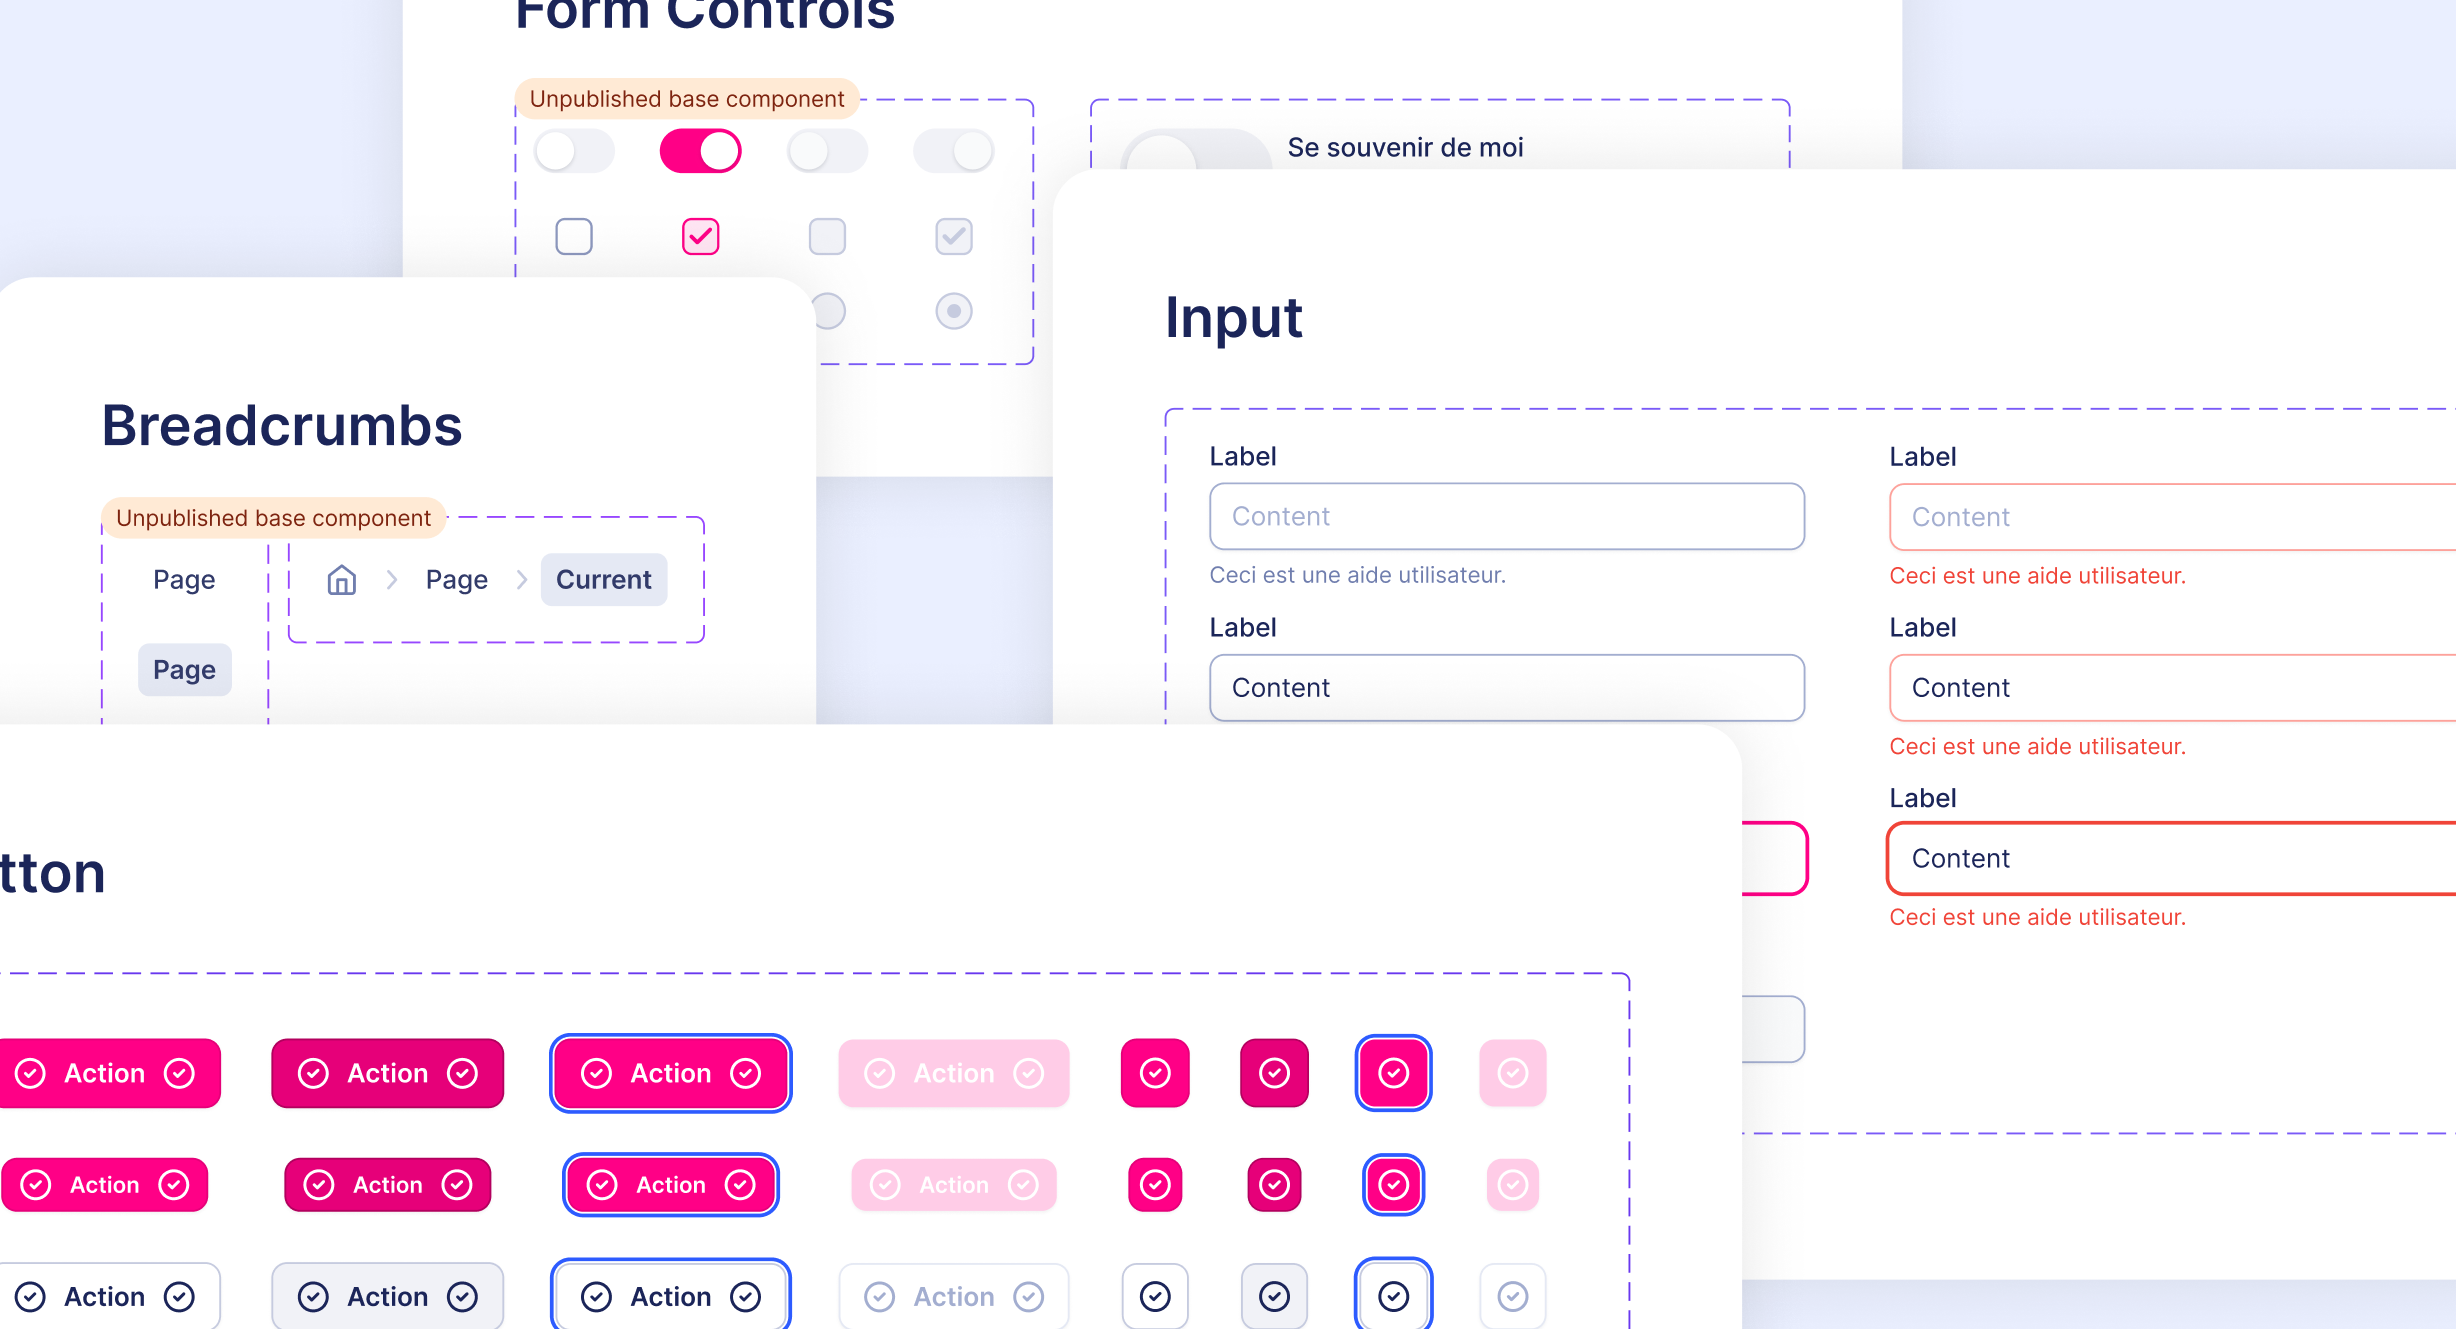 Form Controls
Unpublished base component
Se souvenir de moi
Breadcrumbs
Unpublished base component
Page
Page
Current
Page
Input
Label
Content
Ceci est une aide utilisateur.
Label
Content
Label
Content
Ceci est une aide utilisateur.
Label
Content
Ceci est une aide utilisateur.
Label
Content
Ceci est une aide utilisateur.
tton
Action Action Action Action
Action Action Action Action
Action Action Action Action